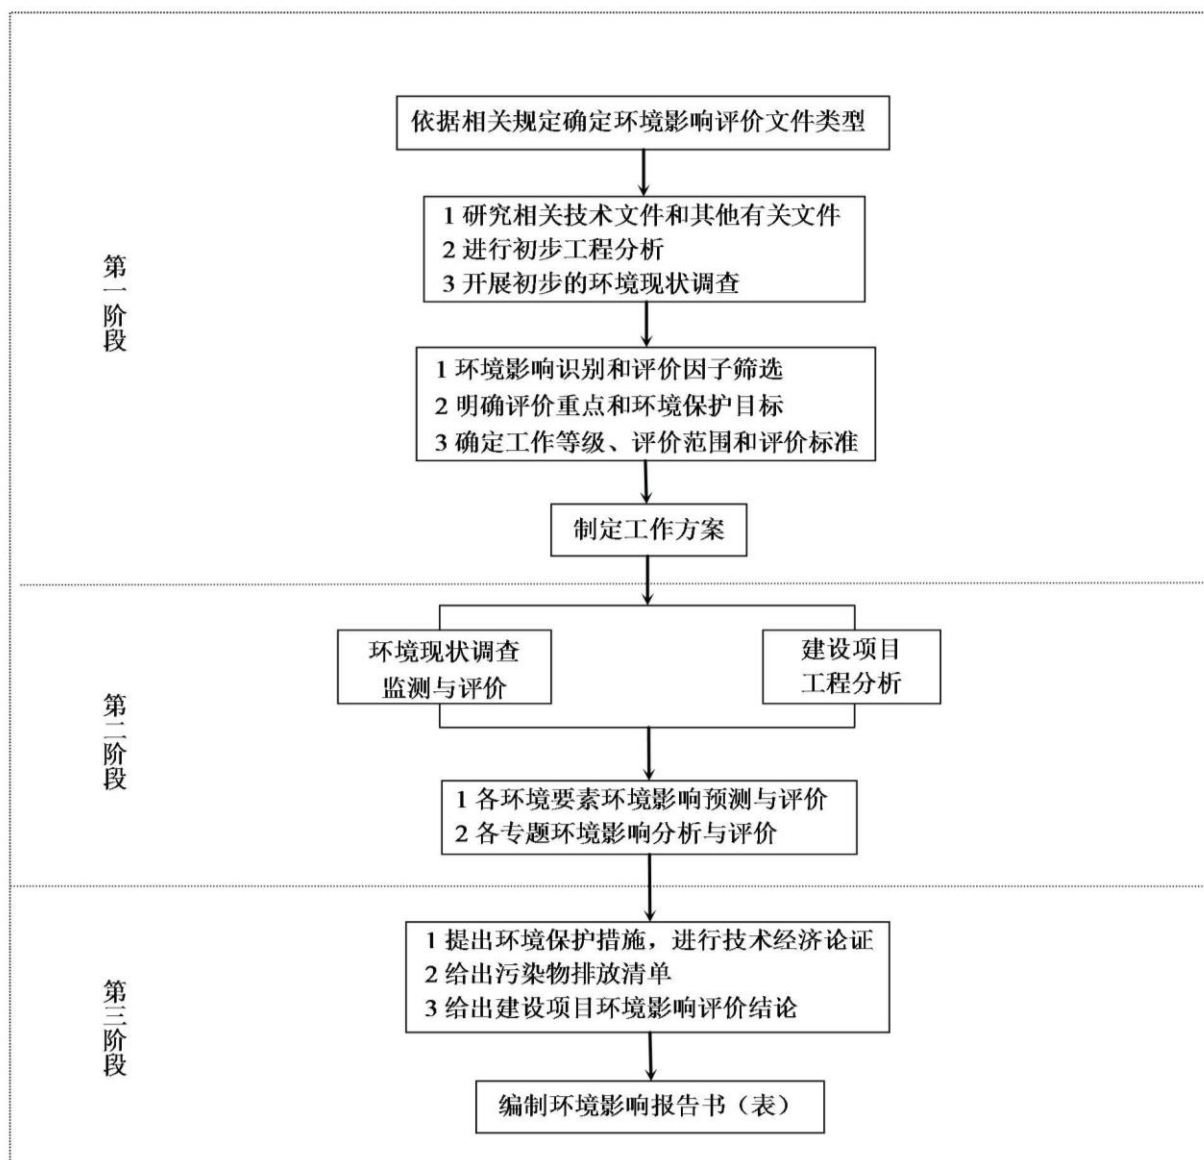 依据相关规定确定环境影响评价文件类型
第一阶段
1 研究相关技术文件和其他有关文件
2 进行初步工程分析
3 开展初步的环境现状调查
1 环境影响识别和评价因子筛选
2 明确评价重点和环境保护目标
3 确定工作等级、评价范围和评价标准
制定工作方案
第二阶段
环境现状调查
监测与评价
建设项目
工程分析
1 各环境要素环境影响预测与评价
2 各专题环境影响分析与评价
第三阶段
1 提出环境保护措施，进行技术经济论证
2 给出污染物排放清单
3 给出建设项目环境影响评价结论
编制环境影响报告书（表）